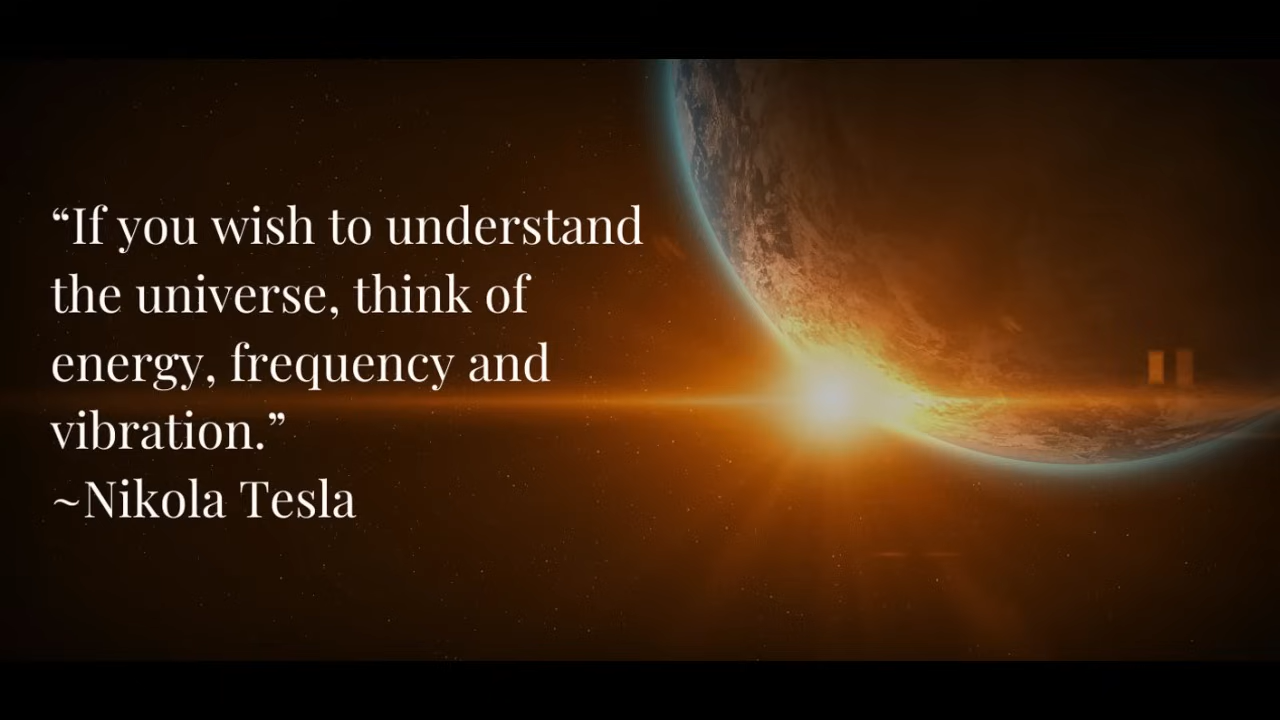 “If you wish to understand
the universe, think of
energy, frequency and
vibration.”
~Nikola Tesla